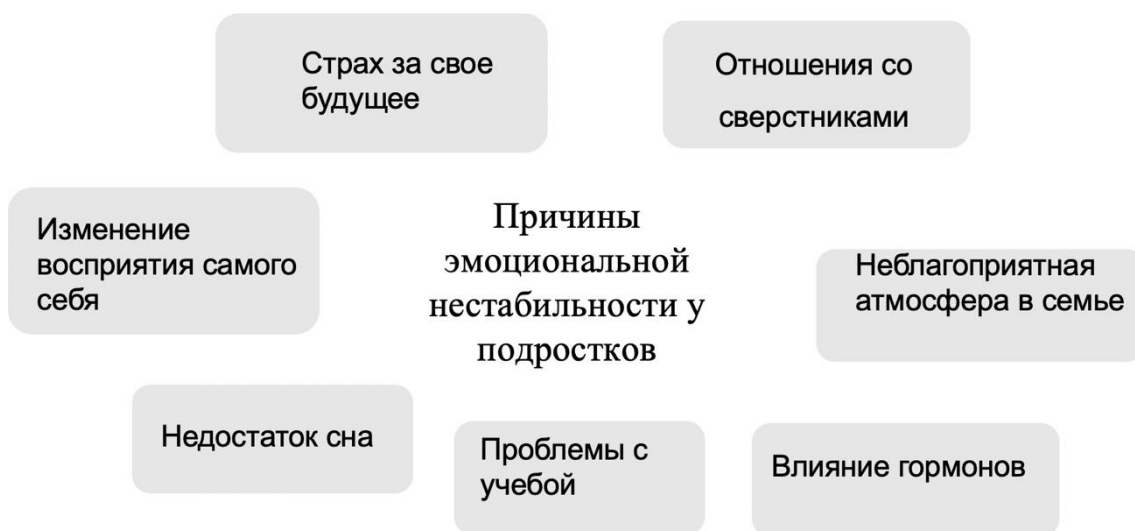 Страх за свое
будущее
Отношения со
сверстниками
Изменение
восприятия самого
себя
Причины
эмоциональной
нестабильности у
подростков
Неблагоприятная
атмосфера в семье
Недостаток сна
Проблемы с
учебой
Влияние гормонов